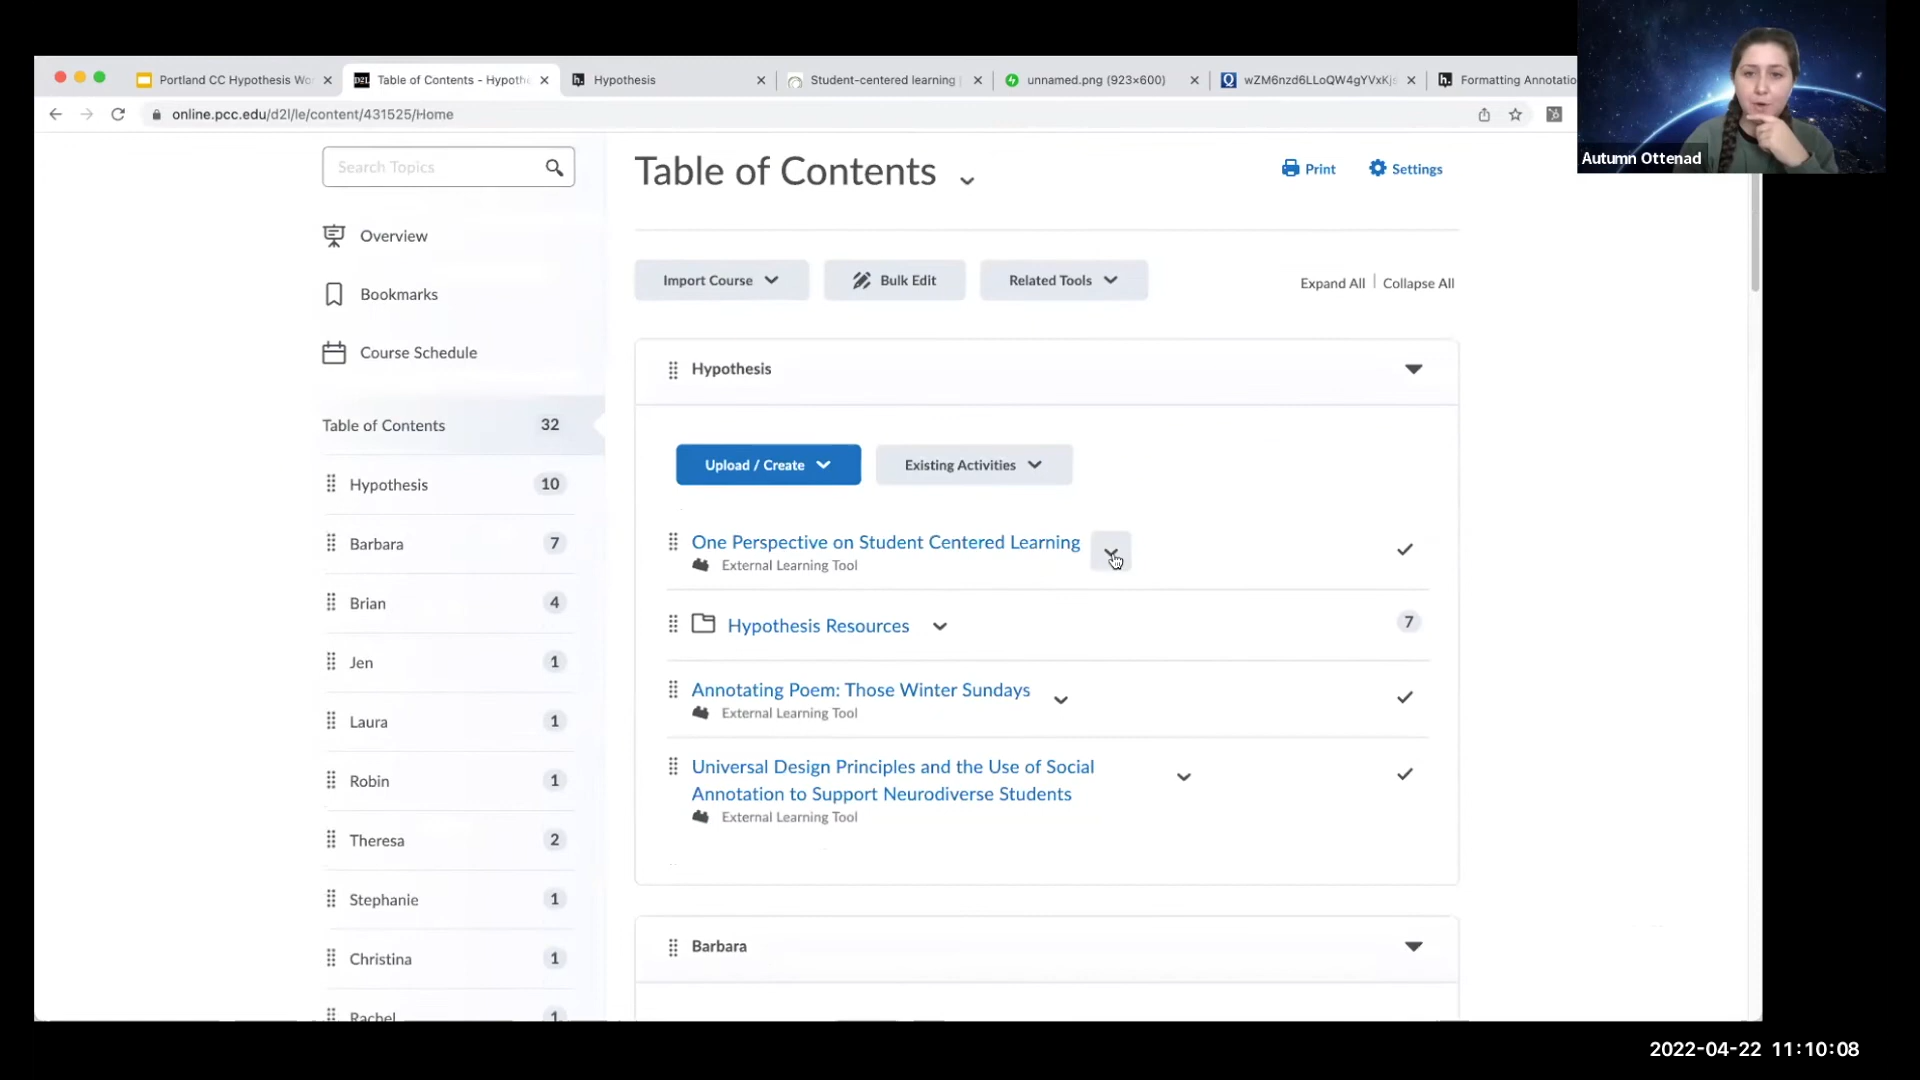 Portland CC Hypothesis Wo
Table of Contents - Hypoth
Hypothesis
Student-centered learning
unnamed.png (923×600)
Formatting Annotatio
online.pcc.edu/d2l/le/content/431525/Home
Autumn Ottenad
Search Topics
Overview
Bookmarks
Course Schedule
Table of Contents 32
Hypothesis 10
Barbara 7
Brian 4
Jen 1
Laura 1
Robin 1
Theresa 2
Stephanie 1
Christina 1
Rachel 1
Table of Contents
Print
Settings
Import Course
Bulk Edit
Related Tools
Expand All
Collapse All
Hypothesis
Upload / Create
Existing Activities
One Perspective on Student Centered Learning
External Learning Tool
Hypothesis Resources
7
Annotating Poem: Those Winter Sundays
External Learning Tool
Universal Design Principles and the Use of Social
Annotation to Support Neurodiverse Students
External Learning Tool
Barbara
2022-04-22 11:10:08